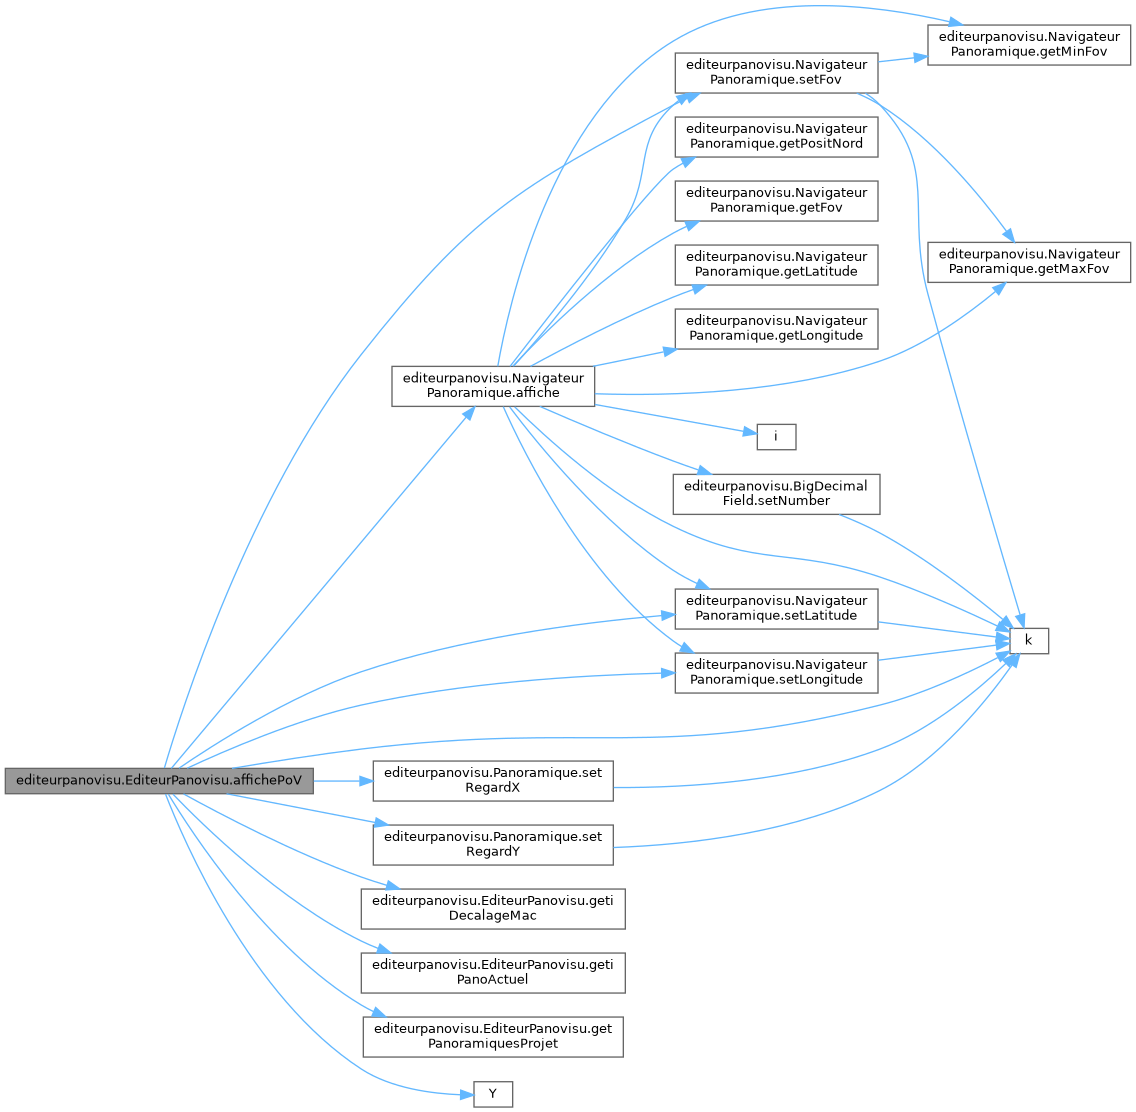 editeurpanovisu.Navigateur
Panoramique.getMinFov
editeurpanovisu.Navigateur
Panoramique.setFov
editeurpanovisu.Navigateur
Panoramique.getPositNord
editeurpanovisu.Navigateur
Panoramique.getFov
editeurpanovisu.Navigateur
Panoramique.getLatitude
editeurpanovisu.Navigateur
Panoramique.getMaxFov
editeurpanovisu.Navigateur
Panoramique.getLongitude
editeurpanovisu.Navigateur
Panoramique.affiche
i
editeurpanovisu.BigDecimal
Field.setNumber
editeurpanovisu.Navigateur
Panoramique.setLatitude
k
editeurpanovisu.Navigateur
Panoramique.setLongitude
editeurpanovisu.EditeurPanovisu.affichePoV
editeurpanovisu.Panoramique.set
RegardX
editeurpanovisu.Panoramique.set
RegardY
editeurpanovisu.EditeurPanovisu.geti
DecalageMac
editeurpanovisu.EditeurPanovisu.geti
PanoActuel
editeurpanovisu.EditeurPanovisu.get
PanoramiquesProjet
Y